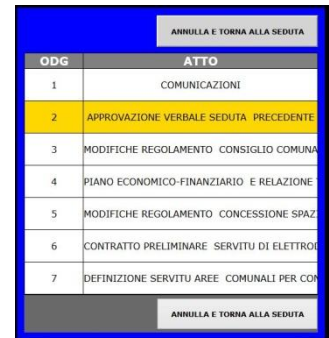 ANNULLA E TORNA ALLA SEDUTA
ODG ATTO
1 COMUNICAZIONI
2 APPROVAZIONE VERBALE SEDUTA PRECEDENTE
3 MODIFICHE REGOLAMENTO CONSIGLIO COMUNA
4 PIANO ECONOMICO-FINANZIARIO E RELAZIONE
5 MODIFICHE REGOLAMENTO CONCESSIONE SPAZ
6 CONTRATTO PRELIMINARE SERVITU DI ELETTROD
7 DEFINIZIONE SERVITU AREE COMUNALI PER CON
ANNULLA E TORNA ALLA SEDUTA